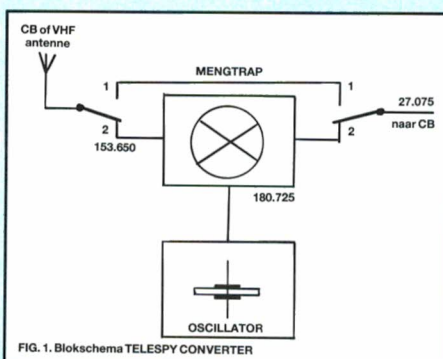 CB of VHF
antenne
MENGTRAP
1
1
27.075
naar CB
2
2
153.650
180.725
OSCILLATOR
FIG. 1. Blokschema TELESPY CONVERTER